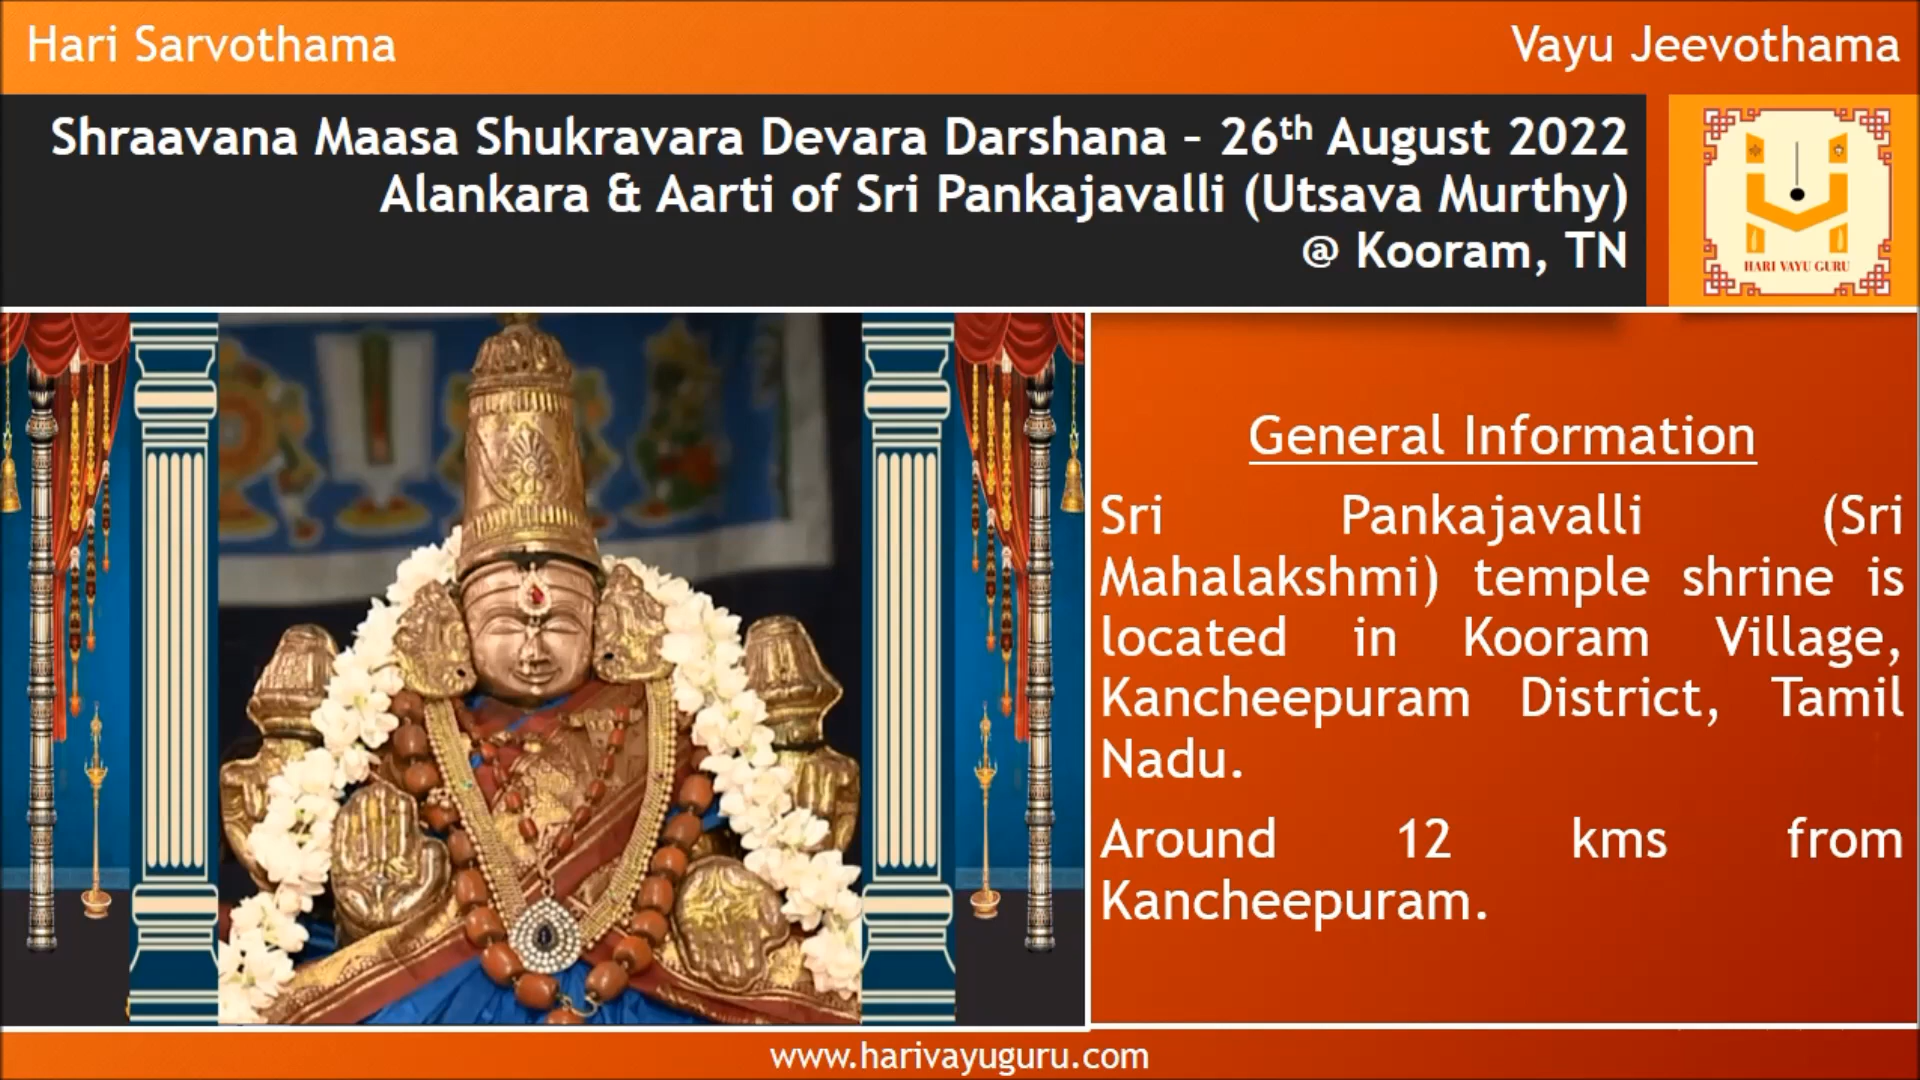 Hari Sarvothama
Vayu Jeevothama
Shraavana Maasa Shukravara Devara Darshana – 26th August 2022
Alankara & Aarti of Sri Pankajavalli (Utsava Murthy)
@ Kooram, TN
HARI VAYU GURU
General Information
Sri Pankajavalli (Sri
Mahalakshmi) temple shrine is
located in Kooram Village,
Kancheepuram District, Tamil
Nadu.
Around 12 kms from
Kancheepuram.
www.harivayuguru.com